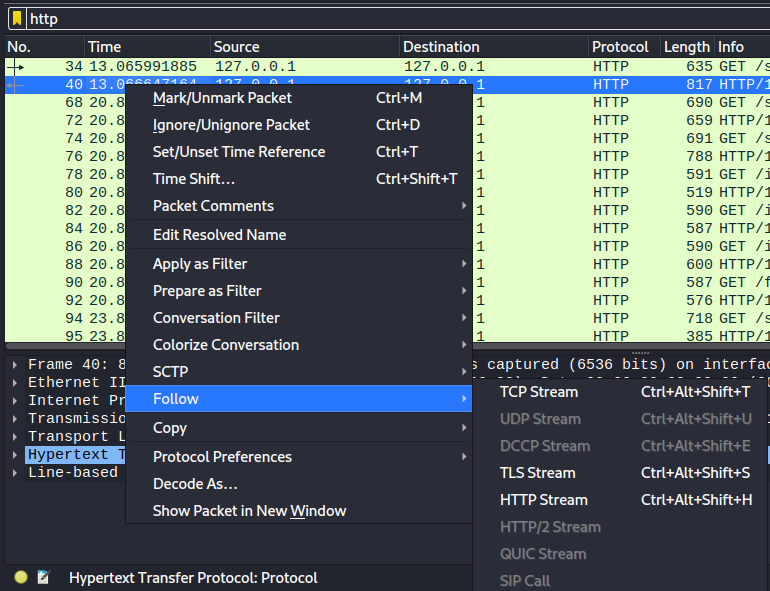 http
No. Time Source Destination Protocol Length Info
34 13.065991885 127.0.0.1 127.0.0.1 HTTP 635 GET /s
40 13.066647164 127.0.0.1 127.0.0.1 HTTP 817 HTTP/1
68 20.8 1 HTTP 690 GET /s
72 20.8 1 HTTP 659 HTTP/1
74 20.8 1 HTTP 691 GET /s
76 20.8 1 HTTP 788 HTTP/1
78 20.8 1 HTTP 591 GET /i
80 20.8 1 HTTP 519 HTTP/1
82 20.8 1 HTTP 590 GET /i
84 20.8 1 HTTP 587 HTTP/1
86 20.8 1 HTTP 590 GET /i
88 20.8 1 HTTP 600 HTTP/1
90 20.8 1 HTTP 587 GET /f
92 20.8 1 HTTP 576 HTTP/1
94 23.8 1 HTTP 718 GET /s
95 23.8 1 HTTP 385 HTTP/1
Mark/Unmark Packet Ctrl+M
Ignore/Unignore Packet Ctrl+D
Set/Unset Time Reference Ctrl+T
Time Shift… Ctrl+Shift+T
Packet Comments
Edit Resolved Name
Apply as Filter
Prepare as Filter
Conversation Filter
Colorize Conversation
SCTP
Follow
Copy
Protocol Preferences
Decode As…
Show Packet in New Window
TCP Stream Ctrl+Alt+Shift+T
UDP Stream Ctrl+Alt+Shift+U
DCCP Stream Ctrl+Alt+Shift+E
TLS Stream Ctrl+Alt+Shift+S
HTTP Stream Ctrl+Alt+Shift+H
HTTP/2 Stream
QUIC Stream
SIP Call
Frame 40: 8 s captured (6536 bits) on interfac
Ethernet II
Internet Pr
Transmissio
Transport L
Hypertext T
Line-based
Hypertext Transfer Protocol: Protocol